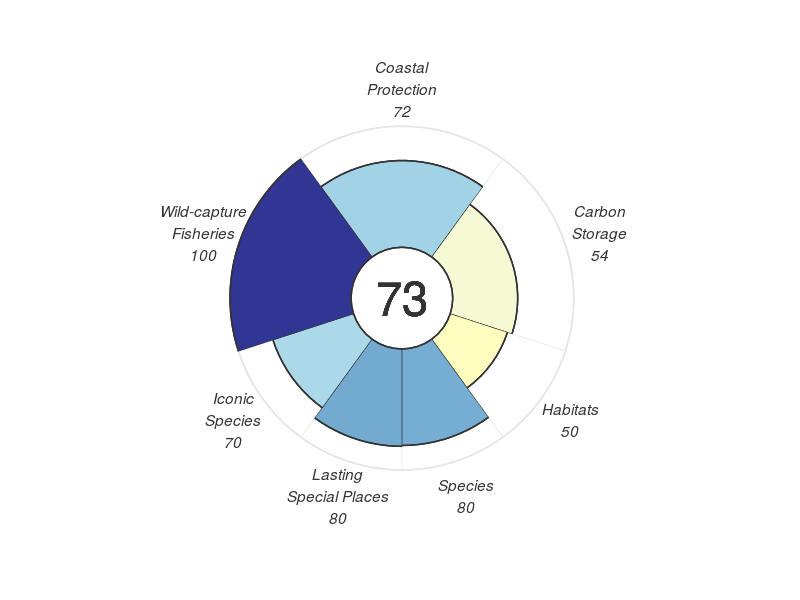 Coastal
Protection
72
Wild-capture
Fisheries
100
Carbon
Storage
54
73
Iconic
Species
70
Habitats
50
Lasting
Special Places
80
Species
80